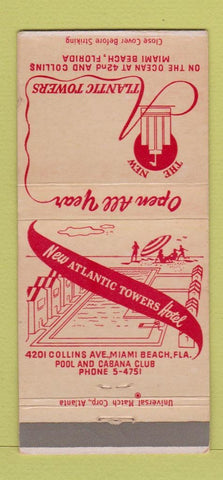 Close Cover Before Striking
MIAMI BEACH, FLORIDA
ON THE OCEAN AT 42nd AND COLLINS
ATLANTIC TOWERS
THE NEW
Open All Year
New ATLANTIC TOWERS Hotel
4201 COLLINS AVE., MIAMI BEACH, FLA.
POOL AND CABANA CLUB
PHONE 5-4751
Universal Match Corp., Atlanta